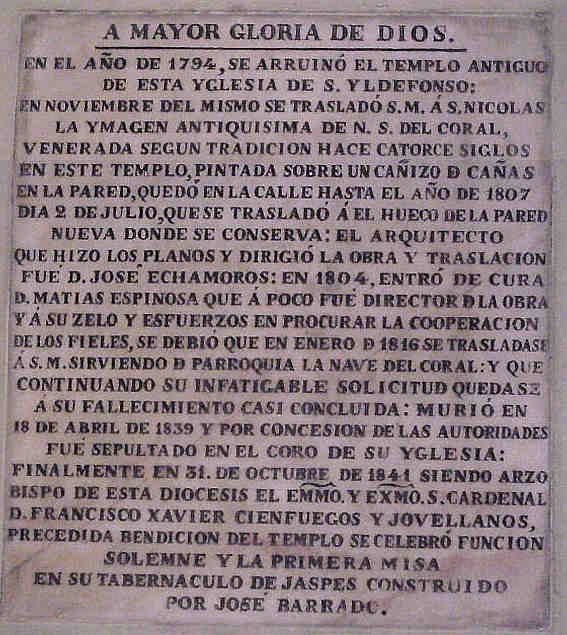 A MAYOR GLORIA DE DIOS.
EN EL AÑO DE 1794, SE ARRUINÓ EL TEMPLO ANTIGUO
DE ESTA YGLESIA DE S. YLDEFONSO:
EN NOVIEMBRE DEL MISMO SE TRASLADÓ S.M. Á S. NICOLAS
LA YMAGEN ANTIQUISIMA DE N. S. DEL CORAL,
VENERADA SEGUN TRADICION HACE CATORCE SIGLOS
EN ESTE TEMPLO, PINTADA SOBRE UN CAÑIZO D CAÑAS
EN LA PARED, QUEDÓ EN LA CALLE HASTA EL AÑO DE 1807
DIA 2 DE JULIO, QUE SE TRASLADÓ Á EL HUECO DE LA PARED
NUEVA DONDE SE CONSERVA: EL ARQUITECTO
QUE HIZO LOS PLANOS Y DIRIGIÓ LA OBRA Y TRASLACION
FUÉ D. JOSÉ ECHAMOROS: EN 1804, ENTRÓ DE CURA
D. MATIAS ESPINOSA QUE Á POCO FUÉ DIRECTOR D LA OBRA
Y Á SU ZELO Y ESFUERZOS EN PROCURAR LA COOPERACION
DE LOS FIELES, SE DEBIÓ QUE EN ENERO D 1816 SE TRASLADASE
Á S. M. SIRVIENDO D PARROQUIA LA NAVE DEL CORAL: Y QUE
CONTINUANDO SU INFATIGABLE SOLICITUD QUEDASE
Á SU FALLECIMIENTO CASI CONCLUIDA: MURIÓ EN
18 DE ABRIL DE 1839 Y POR CONCESION DE LAS AUTORIDADES
FUÉ SEPULTADO EN EL CORO DE SU YGLESIA:
FINALMENTE EN 31. DE OCTUBRE DE 1841 SIENDO ARZO
BISPO DE ESTA DIOCESIS EL EMMO. Y EXMO. S. CARDENAL
D. FRANCISCO XAVIER CIENFUEGOS Y JOVELLANOS,
PRECEDIDA BENDICION DEL TEMPLO SE CELEBRÓ FUNCION
SOLEMNE Y LA PRIMERA MISA
EN SU TABERNACULO DE JASPES CONSTRUIDO
POR JOSÉ BARRADO.